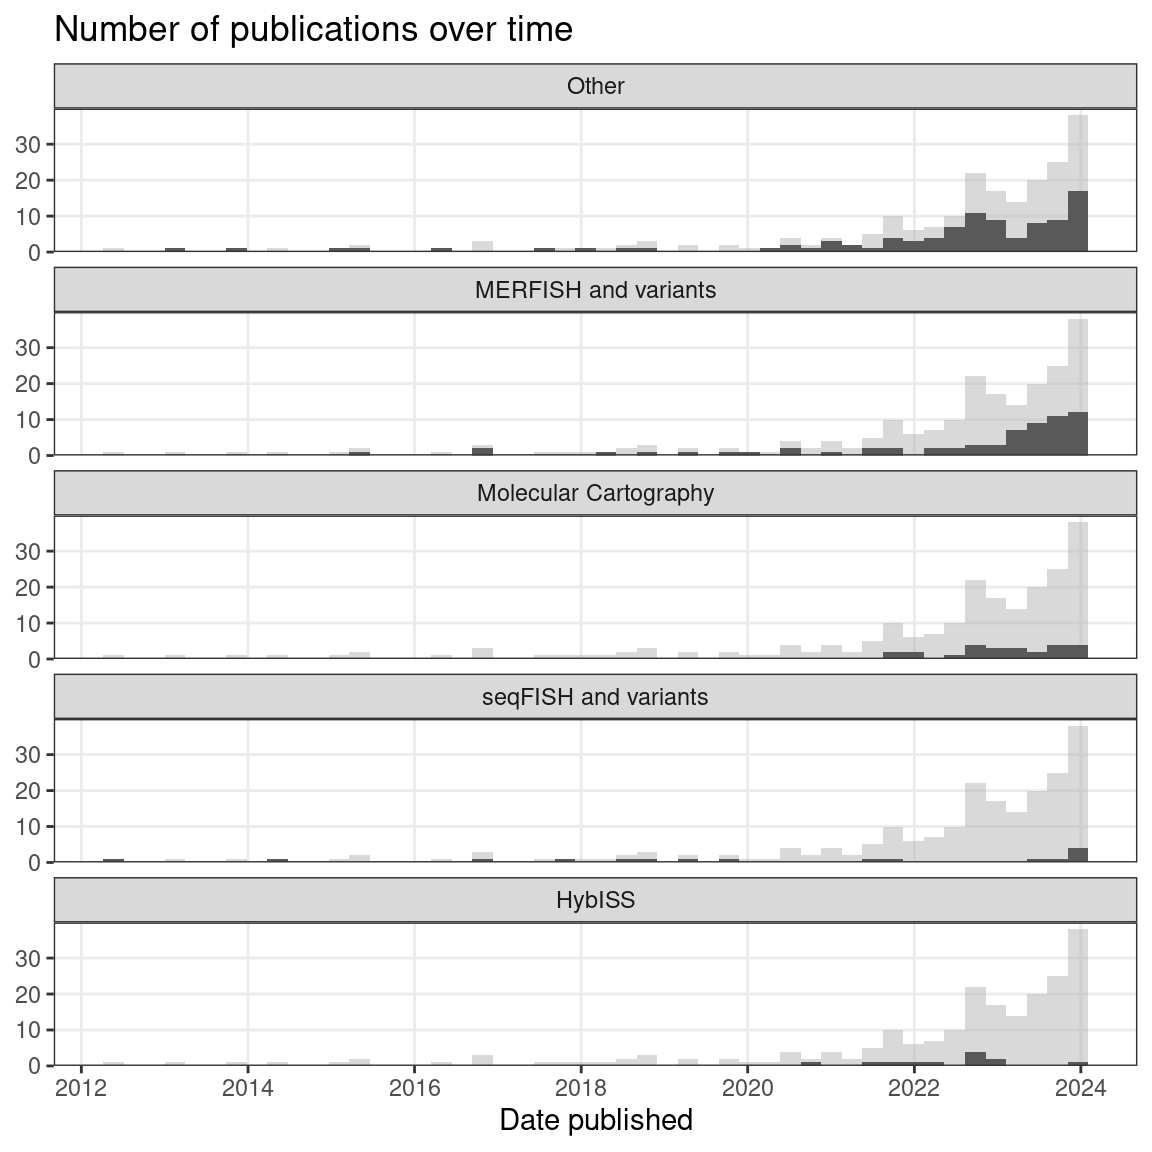 Number of publications over time
Other
30
20
10
0
MERFISH and variants
30
20
10
0
Molecular Cartography
30
20
10
0
seqFISH and variants
30
20
10
0
HybISS
30
20
10
0
2012 2014 2016 2018 2020 2022 2024
Date published